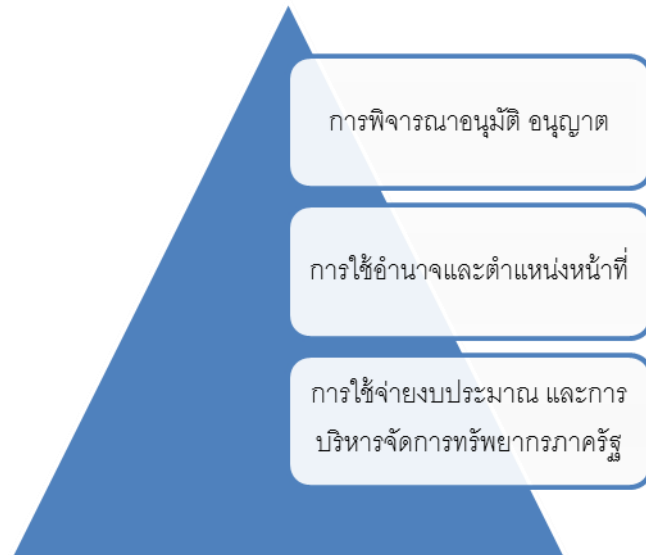 การพิจารณาอนุมัติ อนุญาต
การใช้อำนาจและตำแหน่งหน้าที่
การใช้จ่ายงบประมาณ และการ
บริหารจัดการทรัพยากรภาครัฐ